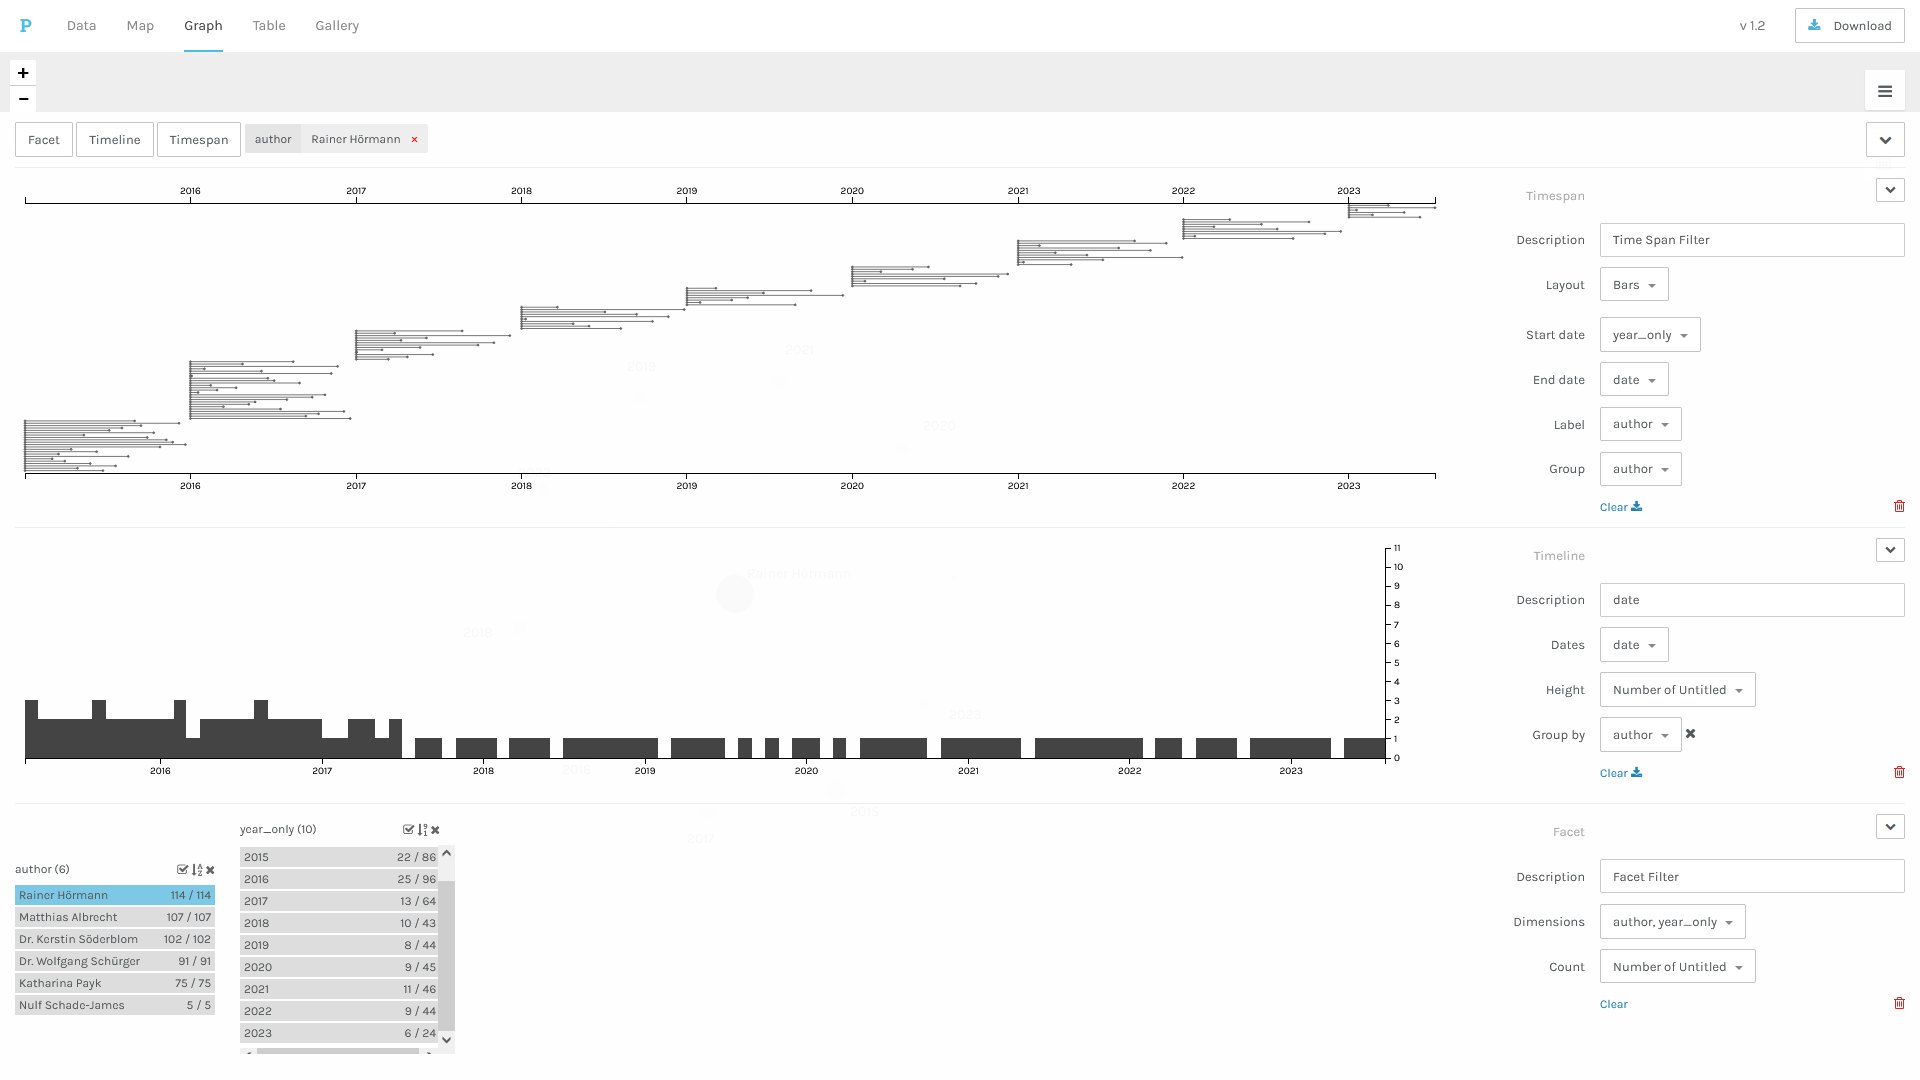 P Data Map Graph Table Gallery v 1.2 Download
+
−
Facet Timeline Timespan author Rainer Hörmann ×
2016 2017 2018 2019 2020 2021 2022 2023
Timespan
Description Time Span Filter
Layout Bars
Start date year_only
End date date
Label author
Group author
2016 2017 2018 2019 2020 2021 2022 2023
Clear
Timeline
11
10
9
8
7
6
5
4
3
2
1
0
Description date
Dates date
Height Number of Untitled
Group by author
2016 2017 2018 2019 2020 2021 2022 2023
Clear
Rainer Hörmann
2021
2019
2020
2017
Facet
author (6)
Rainer Hörmann 114 / 114
Matthias Albrecht 107 / 107
Dr. Kerstin Söderblom 102 / 102
Dr. Wolfgang Schürger 91 / 91
Katharina Payk 75 / 75
Nulf Schade-James 5 / 5
year_only (10)
2015 22 / 86
2016 25 / 96
2017 13 / 64
2018 10 / 43
2019 8 / 44
2020 9 / 45
2021 11 / 46
2022 9 / 44
2023 6 / 24
Description Facet Filter
Dimensions author, year_only
Count Number of Untitled
Clear